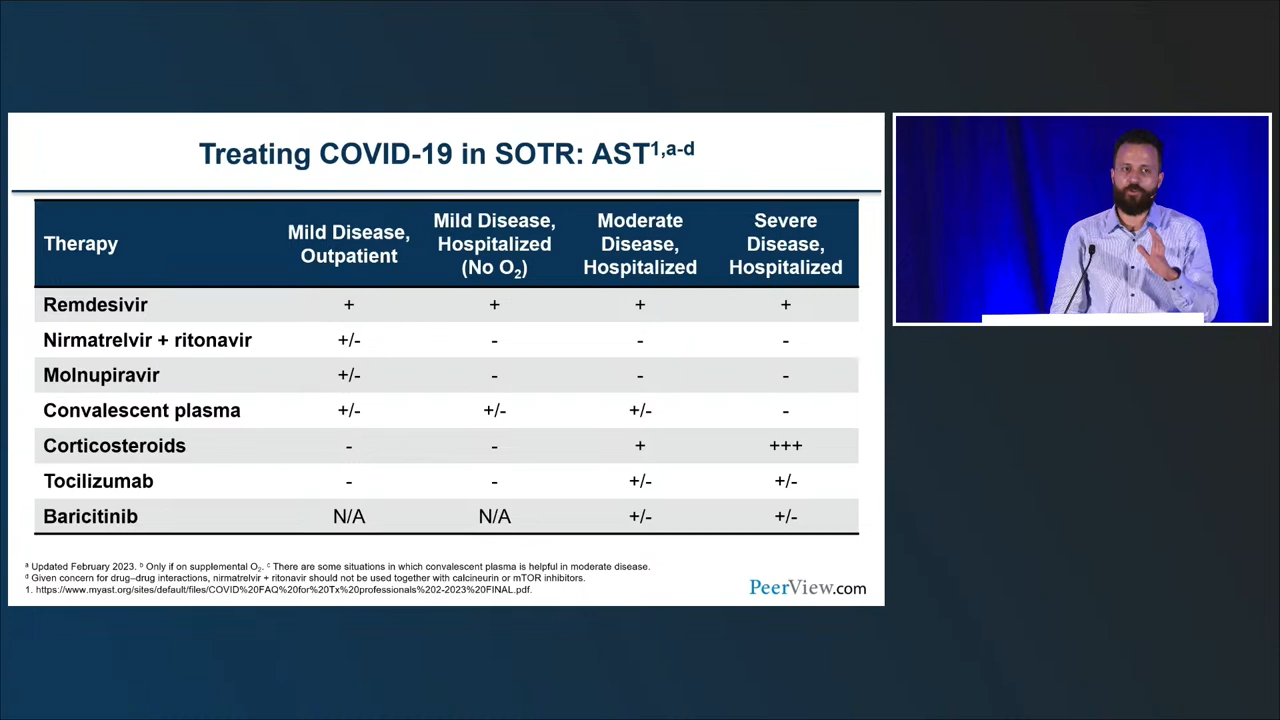 Treating COVID-19 in SOTR: AST1,a-d
Therapy
Mild Disease,
Outpatient
Mild Disease,
Hospitalized
(No O2)
Moderate
Disease,
Hospitalized
Severe
Disease,
Hospitalized
Remdesivir + + + +
Nirmatrelvir + ritonavir +/- - - -
Molnupiravir +/- - - -
Convalescent plasma +/- +/- +/- -
Corticosteroids - - + +++
Tocilizumab - - +/- +/-
Baricitinib N/A N/A +/- +/-
a Updated February 2023. b Only if on supplemental O2. c There are some situations in which convalescent plasma is helpful in moderate disease.
d Given concern for drug–drug interactions, nirmatrelvir + ritonavir should not be used together with calcineurin or mTOR inhibitors.
1. https://www.myast.org/sites/default/files/COVID%20FAQ%20for%20Tx%20professionals%202-2023%20FINAL.pdf.
PeerView.com